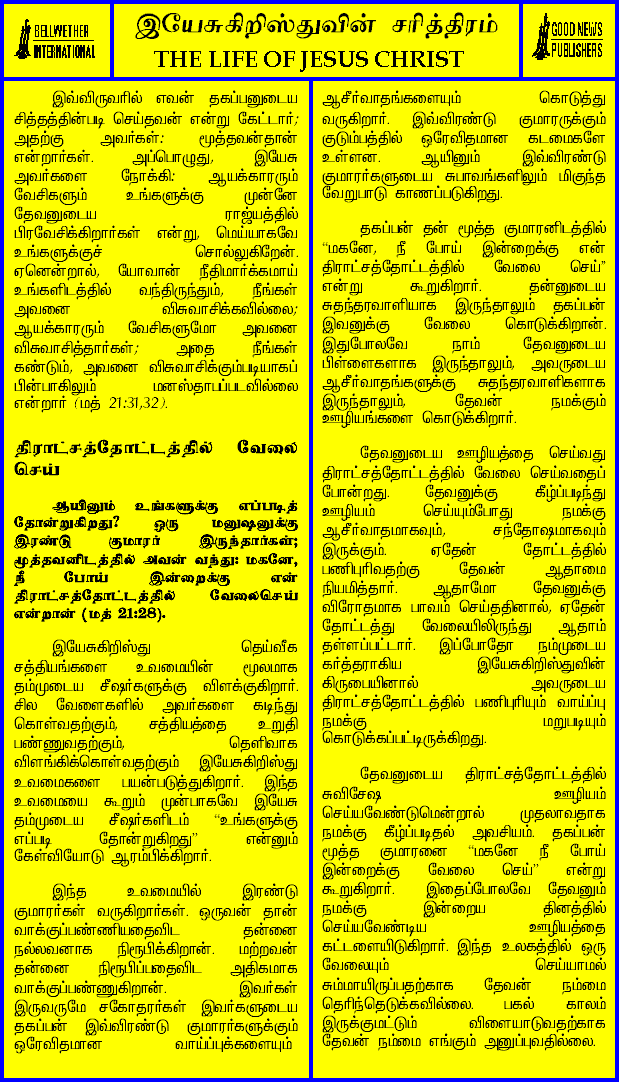 BELLWETHER
INTERNATIONAL
இயேசுகிறிஸ்துவின் சரித்திரம்
THE LIFE OF JESUS CHRIST
GOOD NEWS
PUBLISHERS
இவ்விருவரில் எவன் தகப்பனுடைய
சித்தத்தின்படி செய்தவன் என்று கேட்டார்;
அதற்கு அவர்கள்: மூத்தவன்தான்
என்றார்கள். அப்பொழுது, இயேசு
அவர்களை நோக்கி: ஆயக்காரரும்
வேசிகளும் உங்களுக்கு முன்னே
தேவனுடைய ராஜ்யத்தில்
பிரவேசிக்கிறார்கள் என்று, மெய்யாகவே
உங்களுக்குச் சொல்லுகிறேன்.
ஏனென்றால், யோவான் நீதிமார்க்கமாய்
உங்களிடத்தில் வந்திருந்தும், நீங்கள்
அவனை விசுவாசிக்கவில்லை;
ஆயக்காரரும் வேசிகளுமோ அவனை
விசுவாசித்தார்கள்; அதை நீங்கள்
கண்டும், அவனை விசுவாசிக்கும்படியாகப்
பின்பாகிலும் மனஸ்தாபப்படவில்லை
என்றார் (மத் 21:31,32).
திராட்சத்தோட்டத்தில் வேலை
செய்
ஆயினும் உங்களுக்கு எப்படித்
தோன்றுகிறது? ஒரு மனுஷனுக்கு
இரண்டு குமாரர் இருந்தார்கள்;
மூத்தவனிடத்தில் அவன் வந்து: மகனே,
நீ போய் இன்றைக்கு என்
திராட்சத்தோட்டத்தில் வேலைசெய்
என்றான் (மத் 21:28).
இயேசுகிறிஸ்து தெய்வீக
சத்தியங்களை உவமையின் மூலமாக
தம்முடைய சீஷர்களுக்கு விளக்குகிறார்.
சில வேளைகளில் அவர்களை கடிந்து
கொள்வதற்கும், சத்தியத்தை உறுதி
பண்ணுவதற்கும், தெளிவாக
விளங்கிக்கொள்வதற்கும் இயேசுகிறிஸ்து
உவமைகளை பயன்படுத்துகிறார். இந்த
உவமையை கூறும் முன்பாகவே இயேசு
தம்முடைய சீஷர்களிடம் “உங்களுக்கு
எப்படி தோன்றுகிறது” என்னும்
கேள்வியோடு ஆரம்பிக்கிறார்.
இந்த உவமையில் இரண்டு
குமாரர்கள் வருகிறார்கள். ஒருவன் தான்
வாக்குப்பண்ணியதைவிட தன்னை
நல்லவனாக நிரூபிக்கிறான். மற்றவன்
தன்னை நிரூபிப்பதைவிட அதிகமாக
வாக்குப்பண்ணுகிறான். இவர்கள்
இருவருமே சகோதரர்கள் இவர்களுடைய
தகப்பன் இவ்விரண்டு குமாரர்களுக்கும்
ஒரேவிதமான வாய்ப்புக்களையும்
ஆசீர்வாதங்களையும் கொடுத்து
வருகிறார். இவ்விரண்டு குமாரருக்கும்
குடும்பத்தில் ஒரேவிதமான கடமைகளே
உள்ளன. ஆயினும் இவ்விரண்டு
குமாரர்களுடைய சுபாவங்களிலும் மிகுந்த
வேறுபாடு காணப்படுகிறது.
தகப்பன் தன் மூத்த குமாரனிடத்தில்
“மகனே, நீ போய் இன்றைக்கு என்
திராட்சத்தோட்டத்தில் வேலை செய்”
என்று கூறுகிறார். தன்னுடைய
சுதந்தரவாளியாக இருந்தாலும் தகப்பன்
இவனுக்கு வேலை கொடுக்கிறான்.
இதுபோலவே நாம் தேவனுடைய
பிள்ளைகளாக இருந்தாலும், அவருடைய
ஆசீர்வாதங்களுக்கு சுதந்தரவாளிகளாக
இருந்தாலும், தேவன் நமக்கும்
ஊழியங்களை கொடுக்கிறார்.
தேவனுடைய ஊழியத்தை செய்வது
திராட்சத்தோட்டத்தில் வேலை செய்வதைப்
போன்றது. தேவனுக்கு கீழ்ப்படிந்து
ஊழியம் செய்யும்போது நமக்கு
ஆசீர்வாதமாகவும், சந்தோஷமாகவும்
இருக்கும். ஏதேன் தோட்டத்தில்
பணிபுரிவதற்கு தேவன் ஆதாமை
நியமித்தார். ஆதாமோ தேவனுக்கு
விரோதமாக பாவம் செய்ததினால், ஏதேன்
தோட்டத்து வேலையிலிருந்து ஆதாம்
தள்ளப்பட்டார். இப்போதோ நம்முடைய
கர்த்தராகிய இயேசுகிறிஸ்துவின்
கிருபையினால் அவருடைய
திராட்சத்தோட்டத்தில் பணிபுரியும் வாய்ப்பு
நமக்கு மறுபடியும்
கொடுக்கப்பட்டிருக்கிறது.
தேவனுடைய திராட்சத்தோட்டத்தில்
சுவிசேஷ ஊழியம்
செய்யவேண்டுமென்றால் முதலாவதாக
நமக்கு கீழ்ப்படிதல் அவசியம். தகப்பன்
மூத்த குமாரனை “மகனே நீ போய்
இன்றைக்கு வேலை செய்” என்று
கூறுகிறார். இதைப்போலவே தேவனும்
நமக்கு இன்றைய தினத்தில்
செய்யவேண்டிய ஊழியத்தை
கட்டளையிடுகிறார். இந்த உலகத்தில் ஒரு
வேலையும் செய்யாமல்
சும்மாயிருப்பதற்காக தேவன் நம்மை
தெரிந்தெடுக்கவில்லை. பகல் காலம்
இருக்குமட்டும் விளையாடுவதற்காக
தேவன் நம்மை எங்கும் அனுப்புவதில்லை.